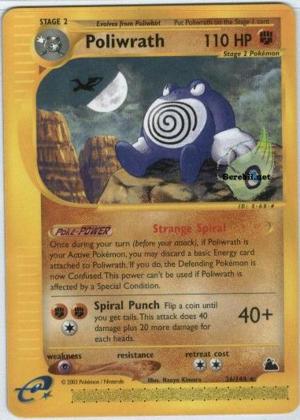 STAGE 2
Evolves from Poliwhirl
Put Poliwrath on the Stage 1 card
Poliwrath 110 HP
Stage 2 Pokémon
Serebii.net
ID: E-68-#
Poké-POWER Strange Spiral
Once during your turn (before your attack), if Poliwrath is
your Active Pokémon, you may discard a basic Energy card
attached to Poliwrath. If you do, the Defending Pokémon is
now Confused. This power can't be used if Poliwrath is
affected by a Special Condition.
Spiral Punch Flip a coin until
you get tails. This attack does 40
damage plus 20 more damage for
each heads.
40+
weakness resistance retreat cost
© 2003 Pokémon / Nintendo
Illus. Naoyo Kimura
e